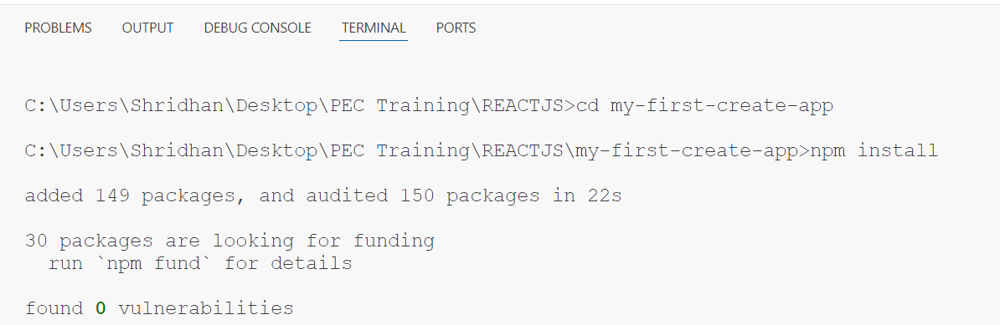 PROBLEMS OUTPUT DEBUG CONSOLE TERMINAL PORTS
C:\Users\Shridhan\Desktop\PEC Training\REACTJS>cd my-first-create-app
C:\Users\Shridhan\Desktop\PEC Training\REACTJS\my-first-create-app>npm install
added 149 packages, and audited 150 packages in 22s
30 packages are looking for funding
  run `npm fund` for details
found 0 vulnerabilities